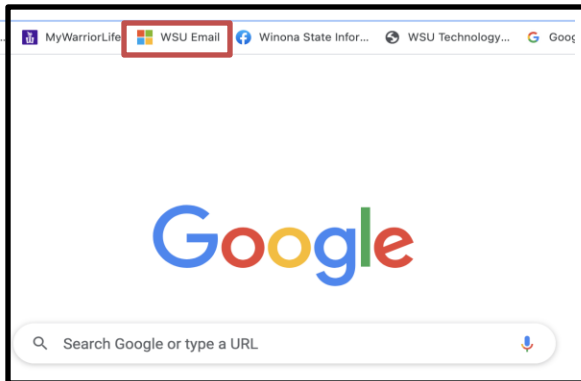 ... MyWarriorLife WSU Email Winona State Infor... WSU Technology... Goog
Google
Search Google or type a URL